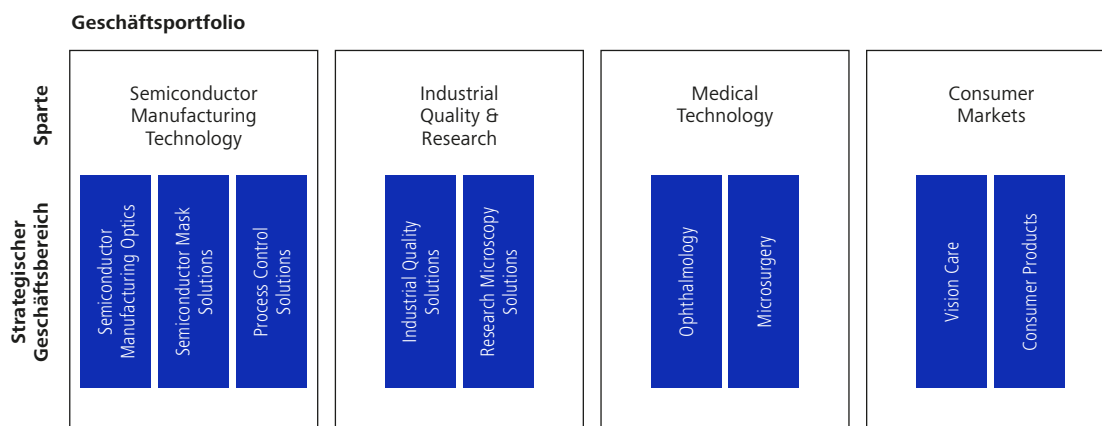 Geschäftsportfolio
Sparte
Semiconductor
Manufacturing
Technology
Industrial
Quality &
Research
Medical
Technology
Consumer
Markets
Strategischer
Geschäftsbereich
Semiconductor
Manufacturing Optics
Semiconductor Mask
Solutions
Process Control
Solutions
Industrial Quality
Solutions
Research Microscopy
Solutions
Ophthalmology
Microsurgery
Vision Care
Consumer Products